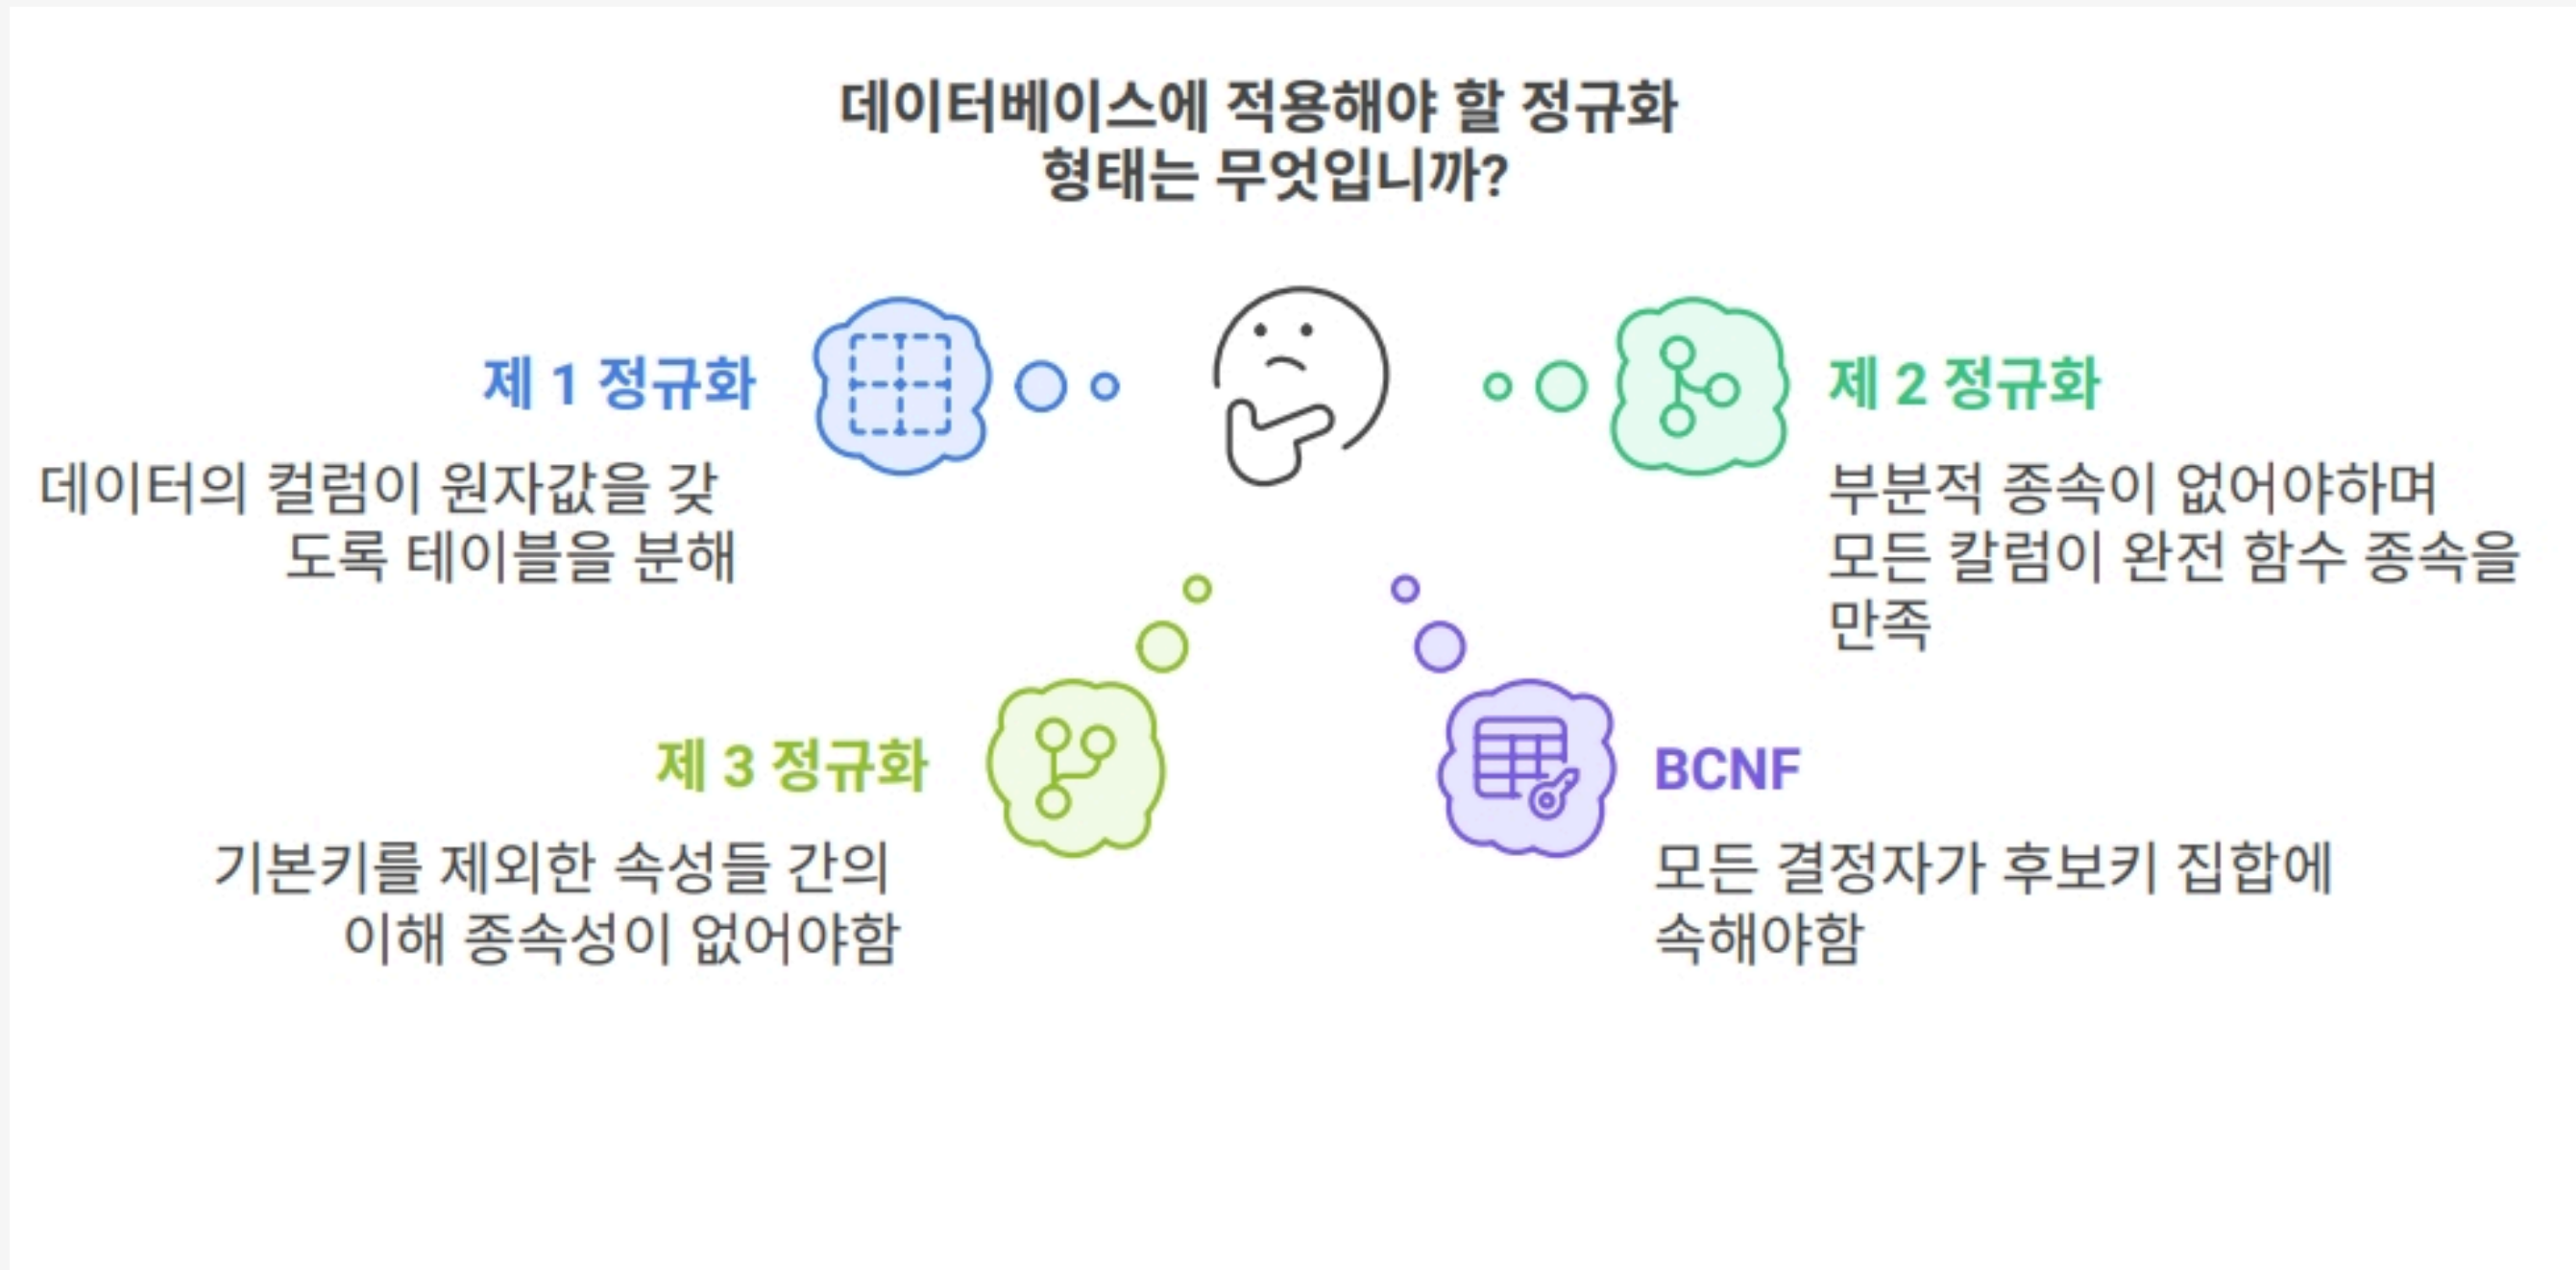 데이터베이스에 적용해야 할 정규화
형태는 무엇입니까?
제 1 정규화
데이터의 컬럼이 원자값을 갖
도록 테이블을 분해
제 2 정규화
부분적 종속이 없어야하며
모든 칼럼이 완전 함수 종속을
만족
제 3 정규화
기본키를 제외한 속성들 간의
이해 종속성이 없어야함
BCNF
모든 결정자가 후보키 집합에
속해야함